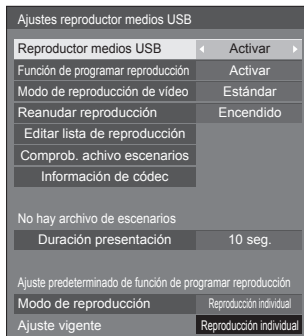 Ajustes reproductor medios USB
Reproductor medios USB Activar
Función de programar reproducción Activar
Modo de reproducción de vídeo Estándar
Reanudar reproducción Encendido
Editar lista de reproducción
Comprob. achivo escenarios
Información de códec
No hay archivo de escenarios
Duración presentación 10 seg.
Ajuste predeterminado de función de programar reproducción
Modo de reproducción Reproducción individual
Ajuste vigente Reproducción individual